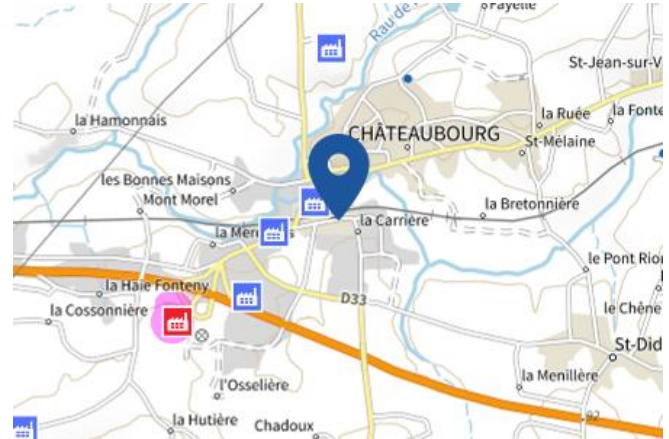 Fayelle
Rau de
St-Jean-sur-V
la Hamonnais
la Ruée
la Fonte
CHÂTEAUBOURG
St-Mélaine
les Bonnes Maisons
Mont Morel
la Bretonnière
la Carrière
la Mér
le Pont Rior
la Haie Fonteny
D33
la Cossonnière
le Chêne
St-Did
l'Osselière
la Menillère
92
la Hutière
Chadoux